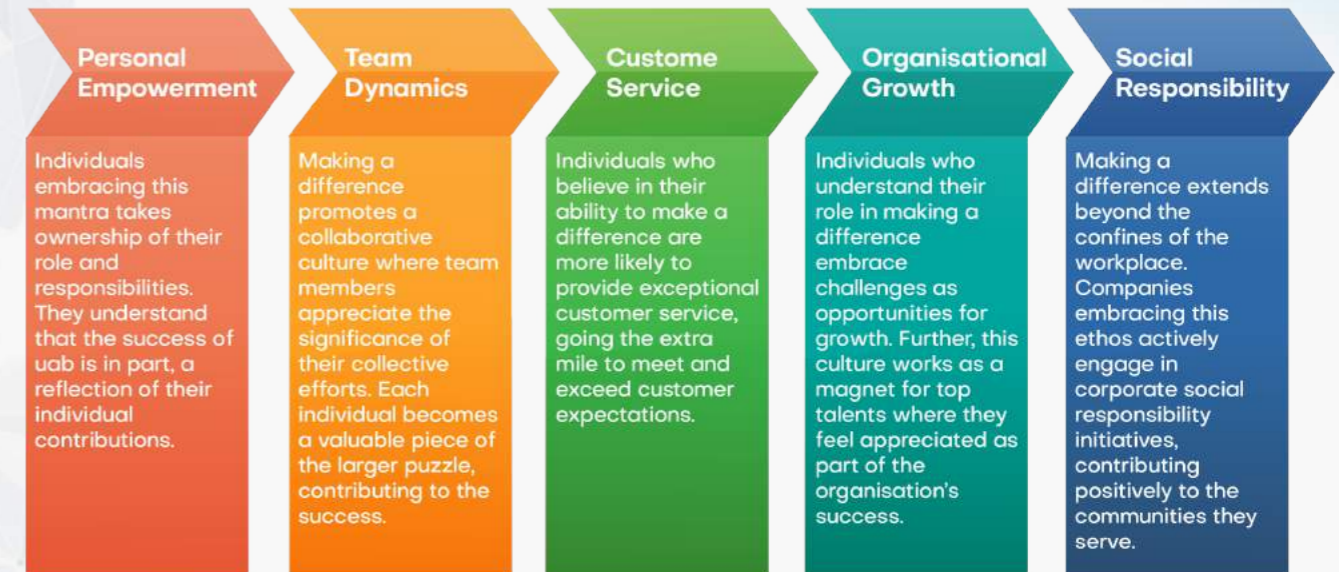 Personal
Empowerment
Individuals
embracing this
mantra takes
ownership of their
role and
responsibilities.
They understand
that the success of
uab is in part, a
reflection of their
individual
contributions.
Team
Dynamics
Making a
difference
promotes a
collaborative
culture where team
members
appreciate the
significance of
their collective
efforts. Each
individual becomes
a valuable piece of
the larger puzzle,
contributing to the
success.
Custome
Service
Individuals who
believe in their
ability to make a
difference are
more likely to
provide exceptional
customer service,
going the extra
mile to meet and
exceed customer
expectations.
Organisational
Growth
Individuals who
understand their
role in making a
difference
embrace
challenges as
opportunities for
growth. Further, this
culture works as a
magnet for top
talents where they
feel appreciated as
part of the
organisation's
success.
Social
Responsibility
Making a
difference extends
beyond the
confines of the
workplace.
Companies
embracing this
ethos actively
engage in
corporate social
responsibility
initiatives,
contributing
positively to the
communities they
serve.